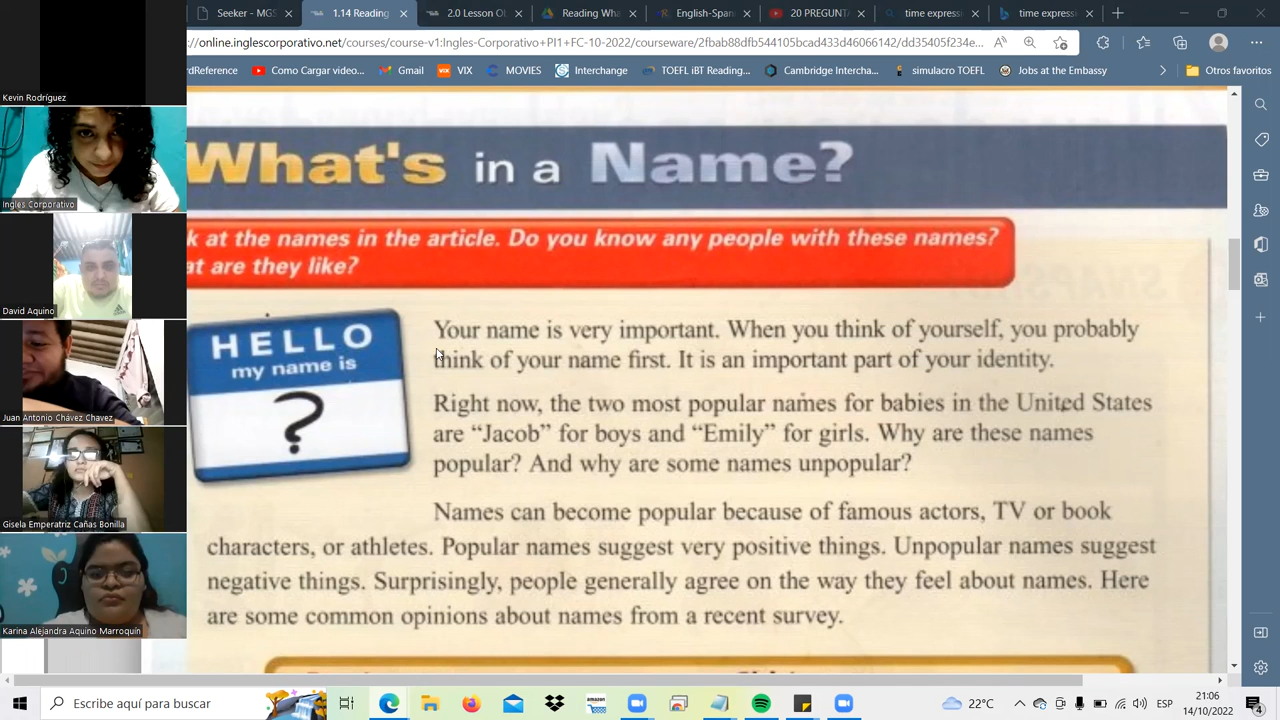 Seeker - MGS
1.14 Reading
2.0 Lesson OL
Reading Wha
English-Span
20 PREGUNTA
time expressi
time express
://online.inglescorporativo.net/courses/course-v1:Ingles-Corporativo+PI1+FC-10-2022/courseware/2fbab88dfb544105bcad433d46066142/dd35405f234e...
rdReference
Como Cargar video...
Gmail
VIX
MOVIES
Interchange
TOEFL iBT Reading...
Cambridge Intercha...
simulacro TOEFL
Jobs at the Embassy
Otros favoritos
Kevin Rodríguez
Ingles Corporativo
David Aquino
Juan Antonio Chávez Chavez
Gisela Emperatriz Cañas Bonilla
Karina Alejandra Aquino Marroquín
What's in a Name?
k at the names in the article. Do you know any people with these names?
at are they like?
HELLO
my name is
?
Your name is very important. When you think of yourself, you probably
think of your name first. It is an important part of your identity.
Right now, the two most popular names for babies in the United States
are “Jacob” for boys and “Emily” for girls. Why are these names
popular? And why are some names unpopular?
Names can become popular because of famous actors, TV or book
characters, or athletes. Popular names suggest very positive things. Unpopular names suggest
negative things. Surprisingly, people generally agree on the way they feel about names. Here
are some common opinions about names from a recent survey.
Escribe aquí para buscar
amazon
22°C
ESP
21:06
14/10/2022
4